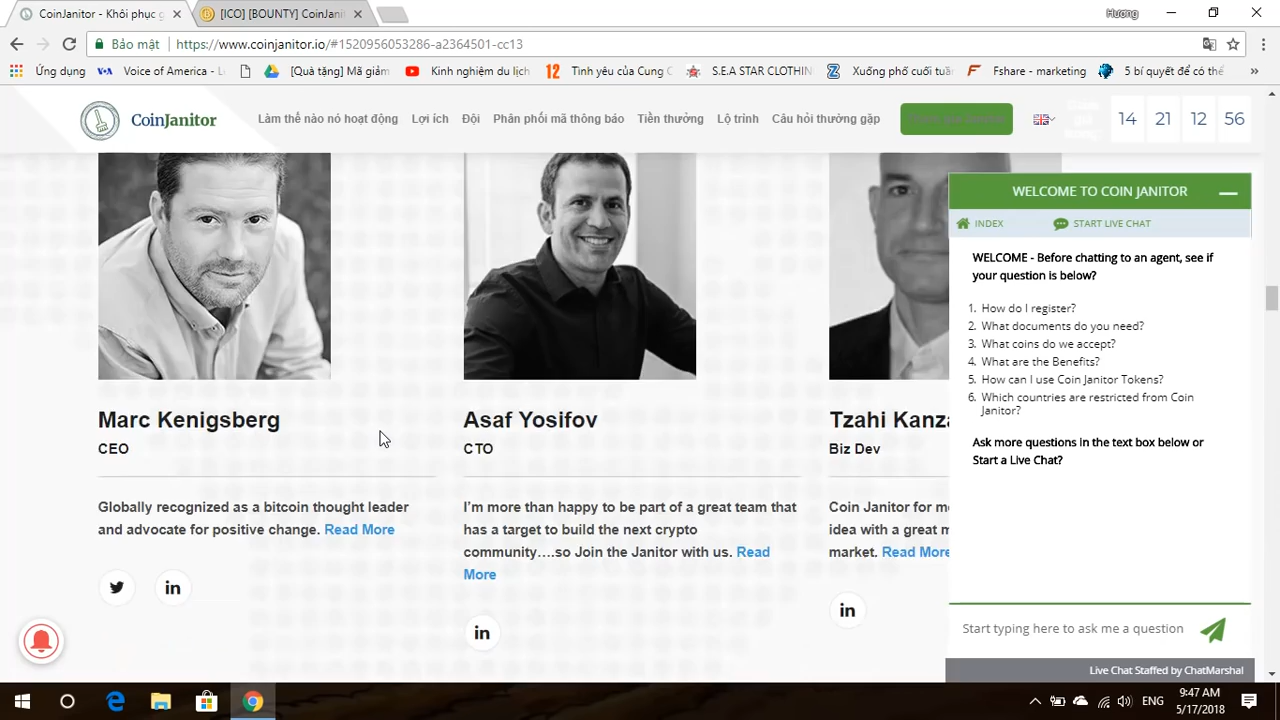 CoinJanitor - Khôi phục g
[ICO] [BOUNTY] CoinJanit
Hương
Bảo mật
https://www.coinjanitor.io/#1520956053286-a2364501-cc13
Ứng dụng
Voice of America - L
[Quà tặng] Mã giảm
Kinh nghiệm du lịch
Tinh yêu của Cung C
S.E.A STAR CLOTHIN
Xuống phố cuối tuần
Fshare - marketing
5 bí quyết để có thể
CoinJanitor
Làm thế nào nó hoạt động
Lợi ích
Đội
Phân phối mã thông báo
Tiền thưởng
Lộ trình
Câu hỏi thường gặp
14 21 12 56
Marc Kenigsberg
CEO
Globally recognized as a bitcoin thought leader
and advocate for positive change. Read More
Asaf Yosifov
CTO
I'm more than happy to be part of a great team that
has a target to build the next crypto
community….so Join the Janitor with us. Read
More
Tzahi Kanza
Biz Dev
Coin Janitor for m
idea with a great m
market. Read More
WELCOME TO COIN JANITOR
INDEX
START LIVE CHAT
WELCOME - Before chatting to an agent, see if
your question is below?
1. How do I register?
2. What documents do you need?
3. What coins do we accept?
4. What are the Benefits?
5. How can I use Coin Janitor Tokens?
6. Which countries are restricted from Coin
Janitor?
Ask more questions in the text box below or
Start a Live Chat?
Start typing here to ask me a question
Live Chat Staffed by ChatMarshal
ENG
9:47 AM
5/17/2018